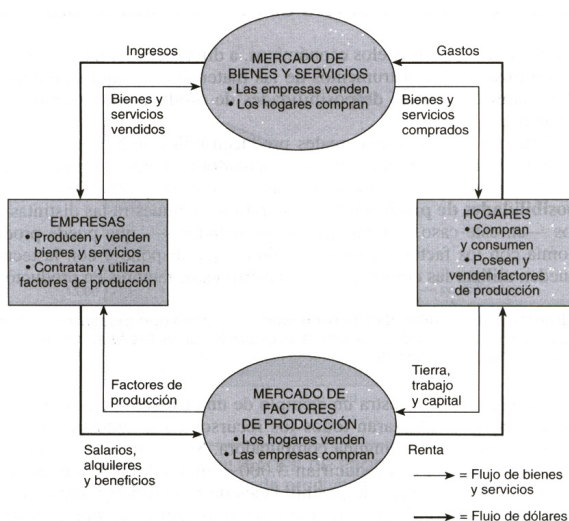 Ingresos
Gastos
MERCADO DE
BIENES Y SERVICIOS
• Las empresas venden
• Los hogares compran
Bienes y
servicios
vendidos
Bienes y
servicios
comprados
EMPRESAS
• Producen y venden
bienes y servicios
• Contratan y utilizan
factores de producción
HOGARES
• Compran
y consumen
• Poseen y
venden factores
de producción
Factores de
producción
Tierra,
trabajo
y capital
MERCADO DE
FACTORES
DE PRODUCCIÓN
• Los hogares venden
• Las empresas compran
Salarios,
alquileres
y beneficios
Renta
= Flujo de bienes
y servicios
= Flujo de dólares